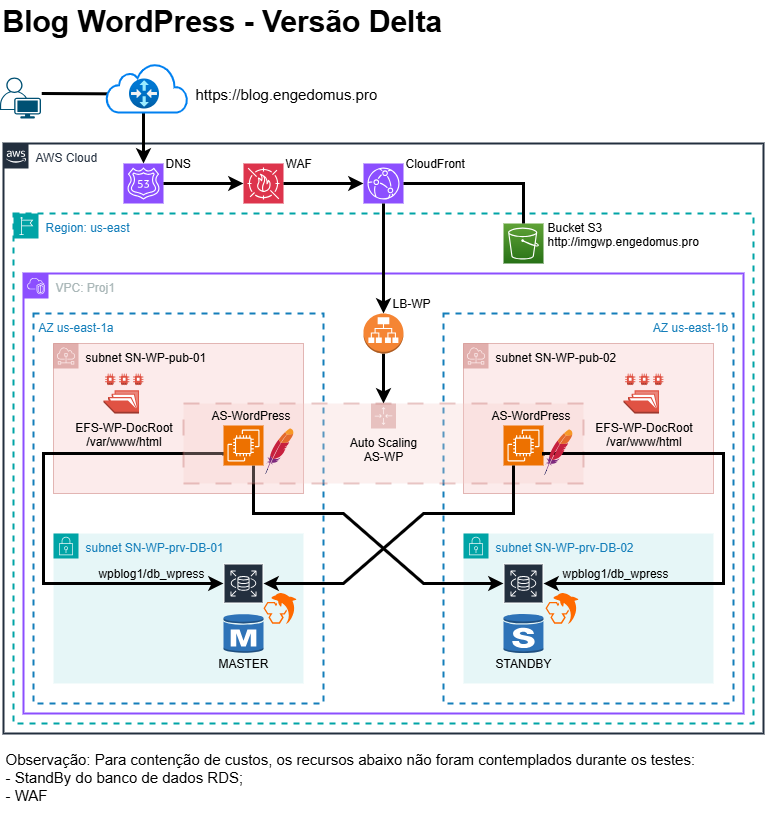 Blog WordPress - Versão Delta
https://blog.engedomus.pro
aws
AWS Cloud
DNS
WAF
CloudFront
53
Region: us-east
Bucket S3
http://imgwp.engedomus.pro
VPC: Proj1
LB-WP
AZ us-east-1a
AZ us-east-1b
subnet SN-WP-pub-01
subnet SN-WP-pub-02
AS-WordPress
AS-WordPress
EFS-WP-DocRoot
/var/www/html
EFS-WP-DocRoot
/var/www/html
Auto Scaling
AS-WP
subnet SN-WP-prv-DB-01
subnet SN-WP-prv-DB-02
wpblog1/db_wpress
wpblog1/db_wpress
M
S
MASTER
STANDBY
Observação: Para contenção de custos, os recursos abaixo não foram contemplados durante os testes:
- StandBy do banco de dados RDS;
- WAF